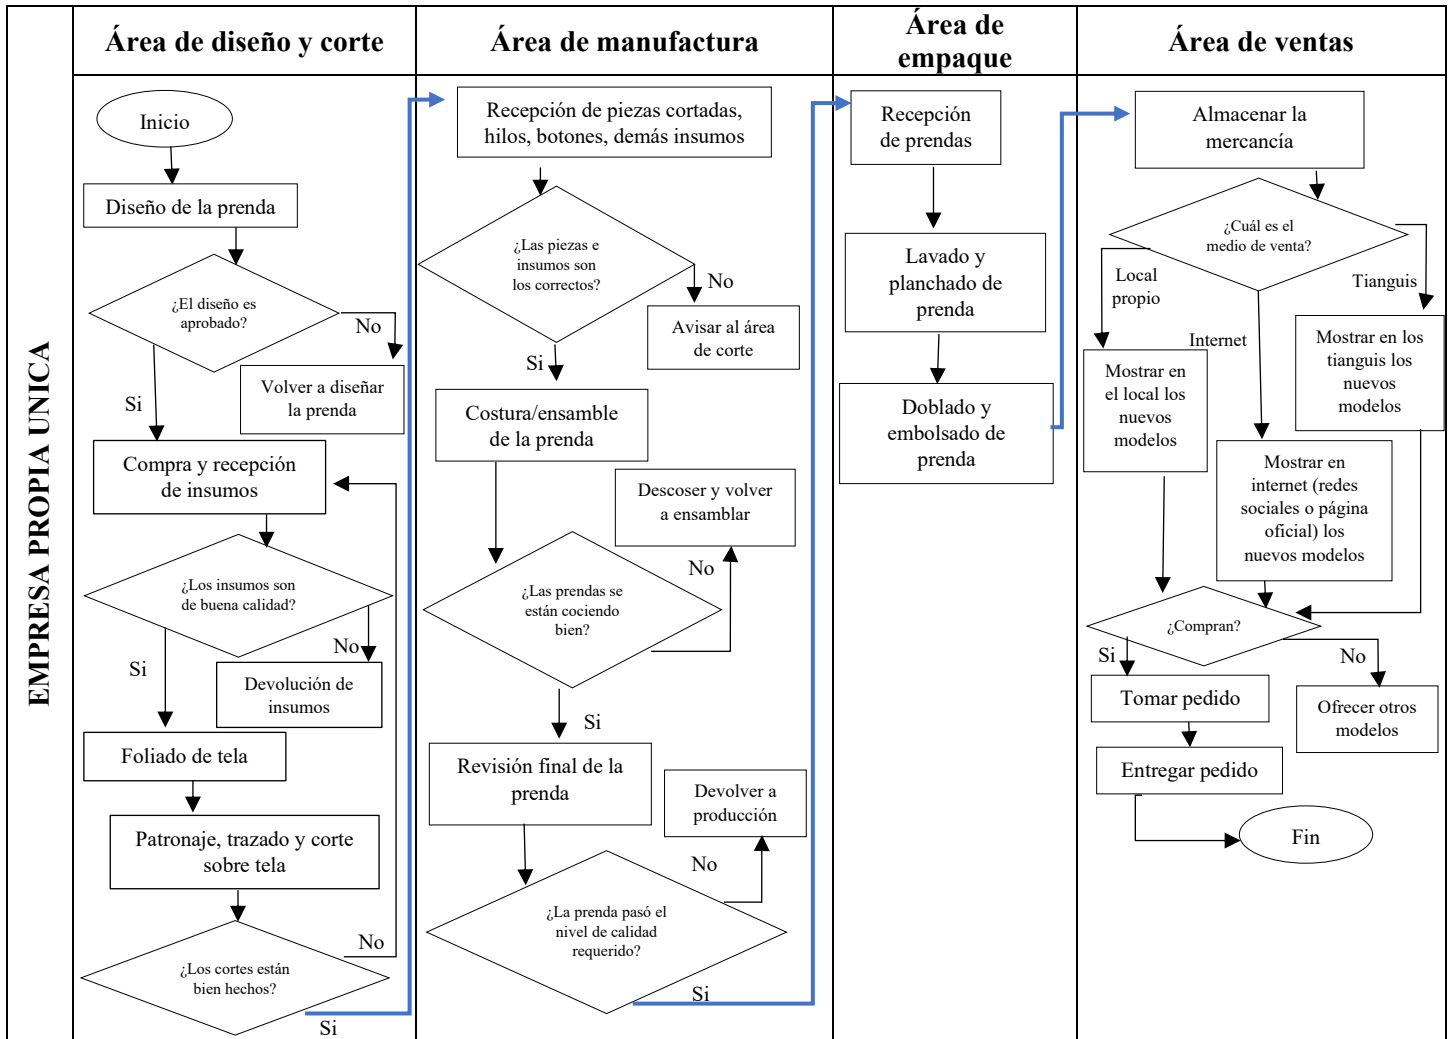 EMPRESA PROPIA UNICA
Área de diseño y corte
Inicio
Diseño de la prenda
¿El diseño es
aprobado?
No
Volver a diseñar
la prenda
Si
Compra y recepción
de insumos
¿Los insumos son
de buena calidad?
No
Devolución de
insumos
Si
Foliado de tela
Patronaje, trazado y corte
sobre tela
No
¿Los cortes están
bien hechos?
Si
Área de manufactura
Recepción de piezas cortadas,
hilos, botones, demás insumos
¿Las piezas e
insumos son
los correctos?
No
Avisar al área
de corte
Si
Costura/ensamble
de la prenda
Descoser y volver
a ensamblar
No
¿Las prendas se
están cociendo
bien?
Si
Revisión final de la
prenda
Devolver a
producción
No
¿La prenda pasó el
nivel de calidad
requerido?
Si
Área de
empaque
Recepción
de prendas
Lavado y
planchado de
prenda
Doblado y
embolsado de
prenda
Área de ventas
Almacenar la
mercancía
¿Cuál es el
medio de venta?
Local
propio
Tianguis
Internet
Mostrar en
el local los
nuevos
modelos
Mostrar en los
tianguis los
nuevos
modelos
Mostrar en
internet (redes
sociales o página
oficial) los
nuevos modelos
¿Compran?
Si
No
Tomar pedido
Ofrecer otros
modelos
Entregar pedido
Fin